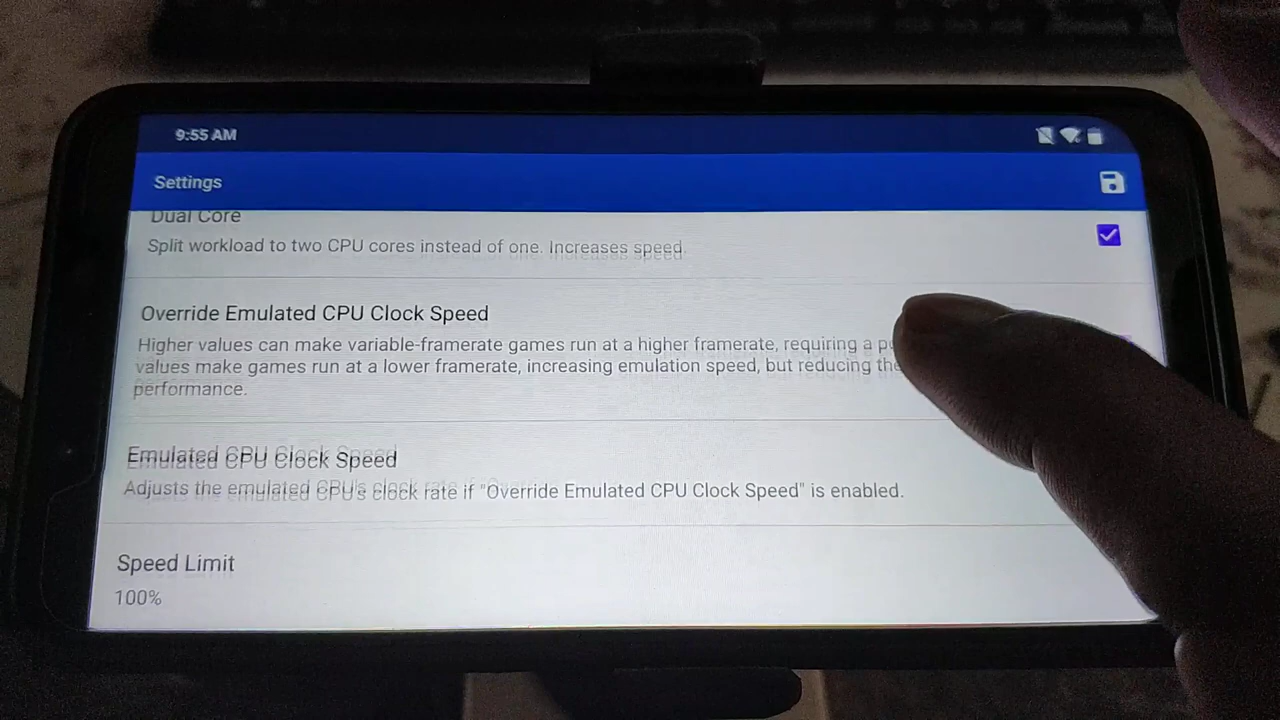 9:55 AM
Settings
Dual Core
Split workload to two CPU cores instead of one. Increases speed.
Override Emulated CPU Clock Speed
Higher values can make variable-framerate games run at a higher framerate, requiring a
values make games run at a lower framerate, increasing emulation speed, but reducing the
performance.
Emulated CPU Clock Speed
Adjusts the emulated CPU's clock rate if "Override Emulated CPU Clock Speed" is enabled.
Speed Limit
100%